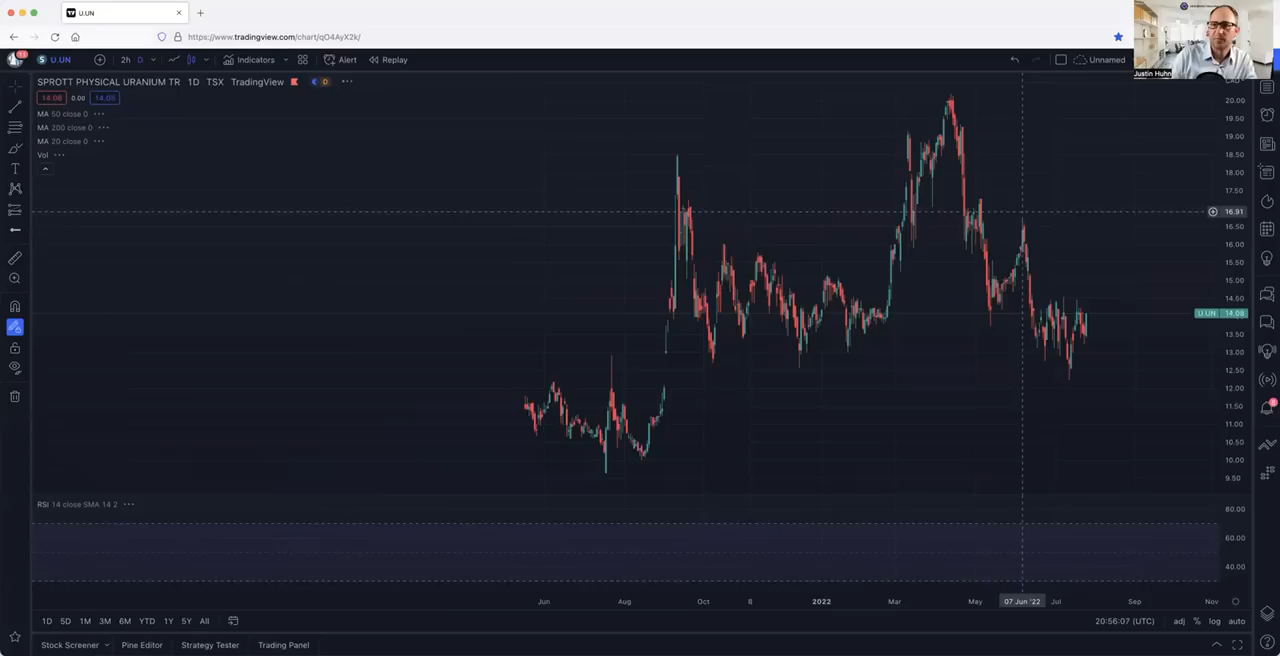 U.UN
https://www.tradingview.com/chart/qO4AyX2k/
U.UN 2h D Indicators Alert Replay Unnamed
Justin Huhn
SPROTT PHYSICAL URANIUM TR 1D TSX TradingView D
14.08 0.00 14.08
MA 50 close 0
MA 200 close 0
MA 20 close 0
Vol
20.00
19.50
19.00
18.50
18.00
17.50
16.91
16.50
16.00
15.50
15.00
14.60
U.UN 14.08
13.50
13.00
12.50
12.00
11.50
11.00
10.50
10.00
9.50
RSI 14 close SMA 14 2
80.00
60.00
40.00
Jun Aug Oct 8 2022 Mar May 07 Jun '22 Jul Sep Nov
1D 5D 1M 3M 6M YTD 1Y 5Y All 20:56:07 (UTC) adj % log auto
Stock Screener Pine Editor Strategy Tester Trading Panel